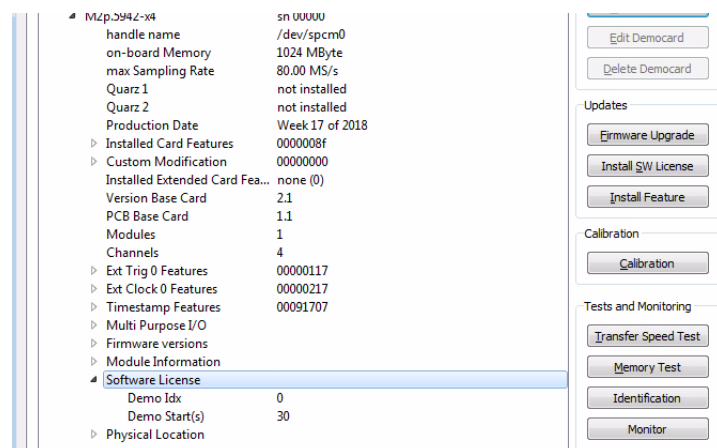 M2p.5942-x4 sn 00000
handle name /dev/spcm0
on-board Memory 1024 MByte
max Sampling Rate 80.00 MS/s
Quarz 1 not installed
Quarz 2 not installed
Production Date Week 17 of 2018
Installed Card Features 0000008f
Custom Modification 00000000
Installed Extended Card Fea... none (0)
Version Base Card 2.1
PCB Base Card 1.1
Modules 1
Channels 4
Ext Trig 0 Features 00000117
Ext Clock 0 Features 00000217
Timestamp Features 00091707
Multi Purpose I/O
Firmware versions
Module Information
Software License
Demo Idx 0
Demo Start(s) 30
Physical Location
Edit Democard
Delete Democard
Updates
Firmware Upgrade
Install SW License
Install Feature
Calibration
Calibration
Tests and Monitoring
Transfer Speed Test
Memory Test
Identification
Monitor